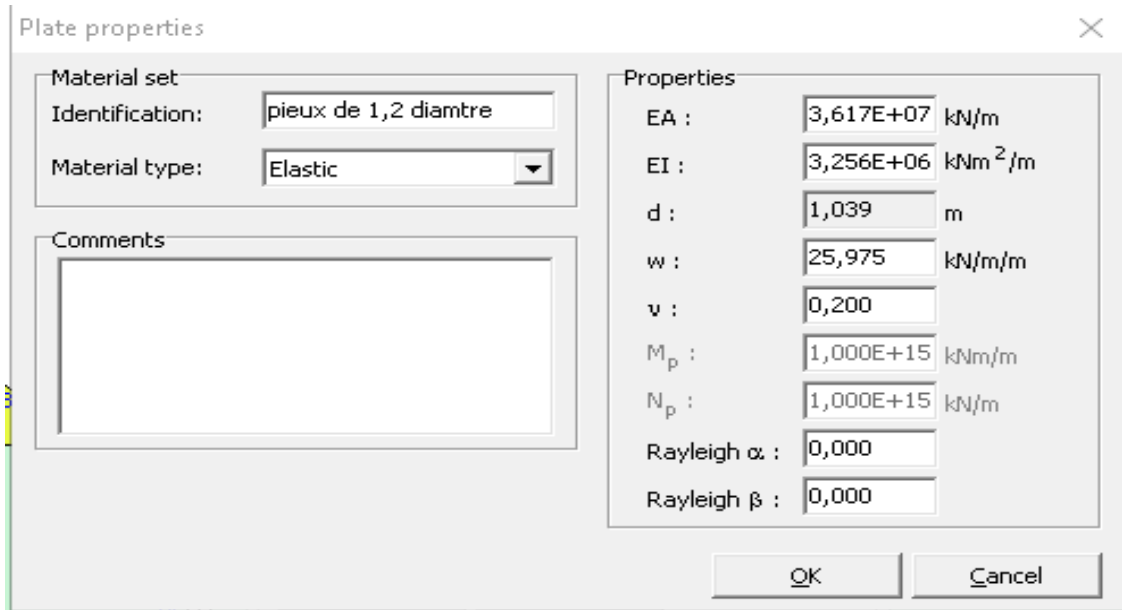 Plate properties
Material set
Identification: pieux de 1,2 diamtre
Material type: Elastic
Comments
Properties
EA : 3,617E+07 kN/m
EI : 3,256E+06 kNm²/m
d : 1,039 m
w : 25,975 kN/m/m
ν : 0,200
Mp : 1,000E+15 kNm/m
Np : 1,000E+15 kN/m
Rayleigh α : 0,000
Rayleigh β : 0,000
OK Cancel